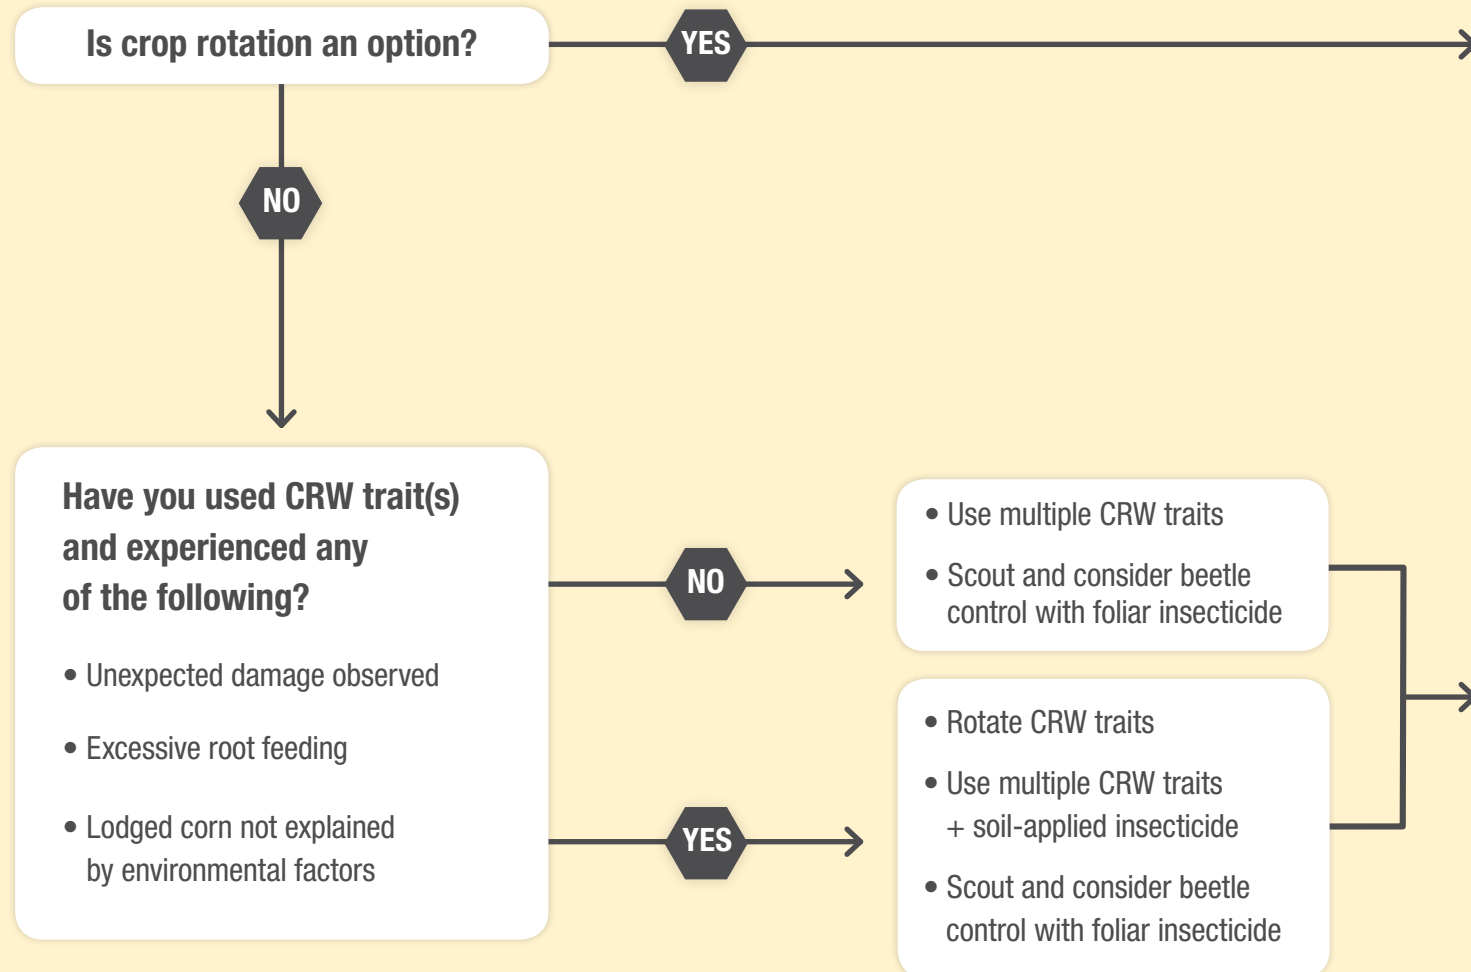 Is crop rotation an option?
YES
NO
Have you used CRW trait(s)
and experienced any
of the following?
• Unexpected damage observed
• Excessive root feeding
• Lodged corn not explained
by environmental factors
NO
• Use multiple CRW traits
• Scout and consider beetle
control with foliar insecticide
YES
• Rotate CRW traits
• Use multiple CRW traits
+ soil-applied insecticide
• Scout and consider beetle
control with foliar insecticide